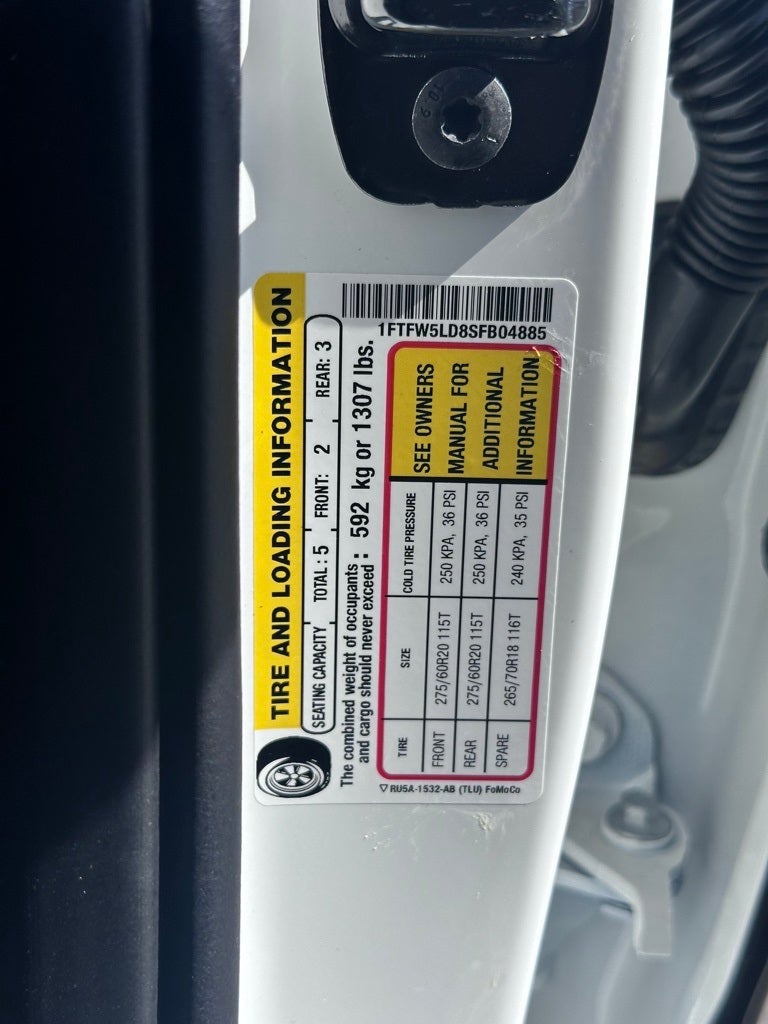 10.9
TIRE AND LOADING INFORMATION
SEATING CAPACITY TOTAL: 5 FRONT: 2 REAR: 3
The combined weight of occupants
and cargo should never exceed : 592 kg or 1307 lbs.
1FTFW5LD8SFB04885
TIRE SIZE COLD TIRE PRESSURE SEE OWNERS
FRONT 275/60R20 115T 250 KPA, 36 PSI MANUAL FOR
REAR 275/60R20 115T 250 KPA, 36 PSI ADDITIONAL
SPARE 265/70R18 116T 240 KPA, 35 PSI INFORMATION
RU5A-1532-AB (TLU) FoMoCo